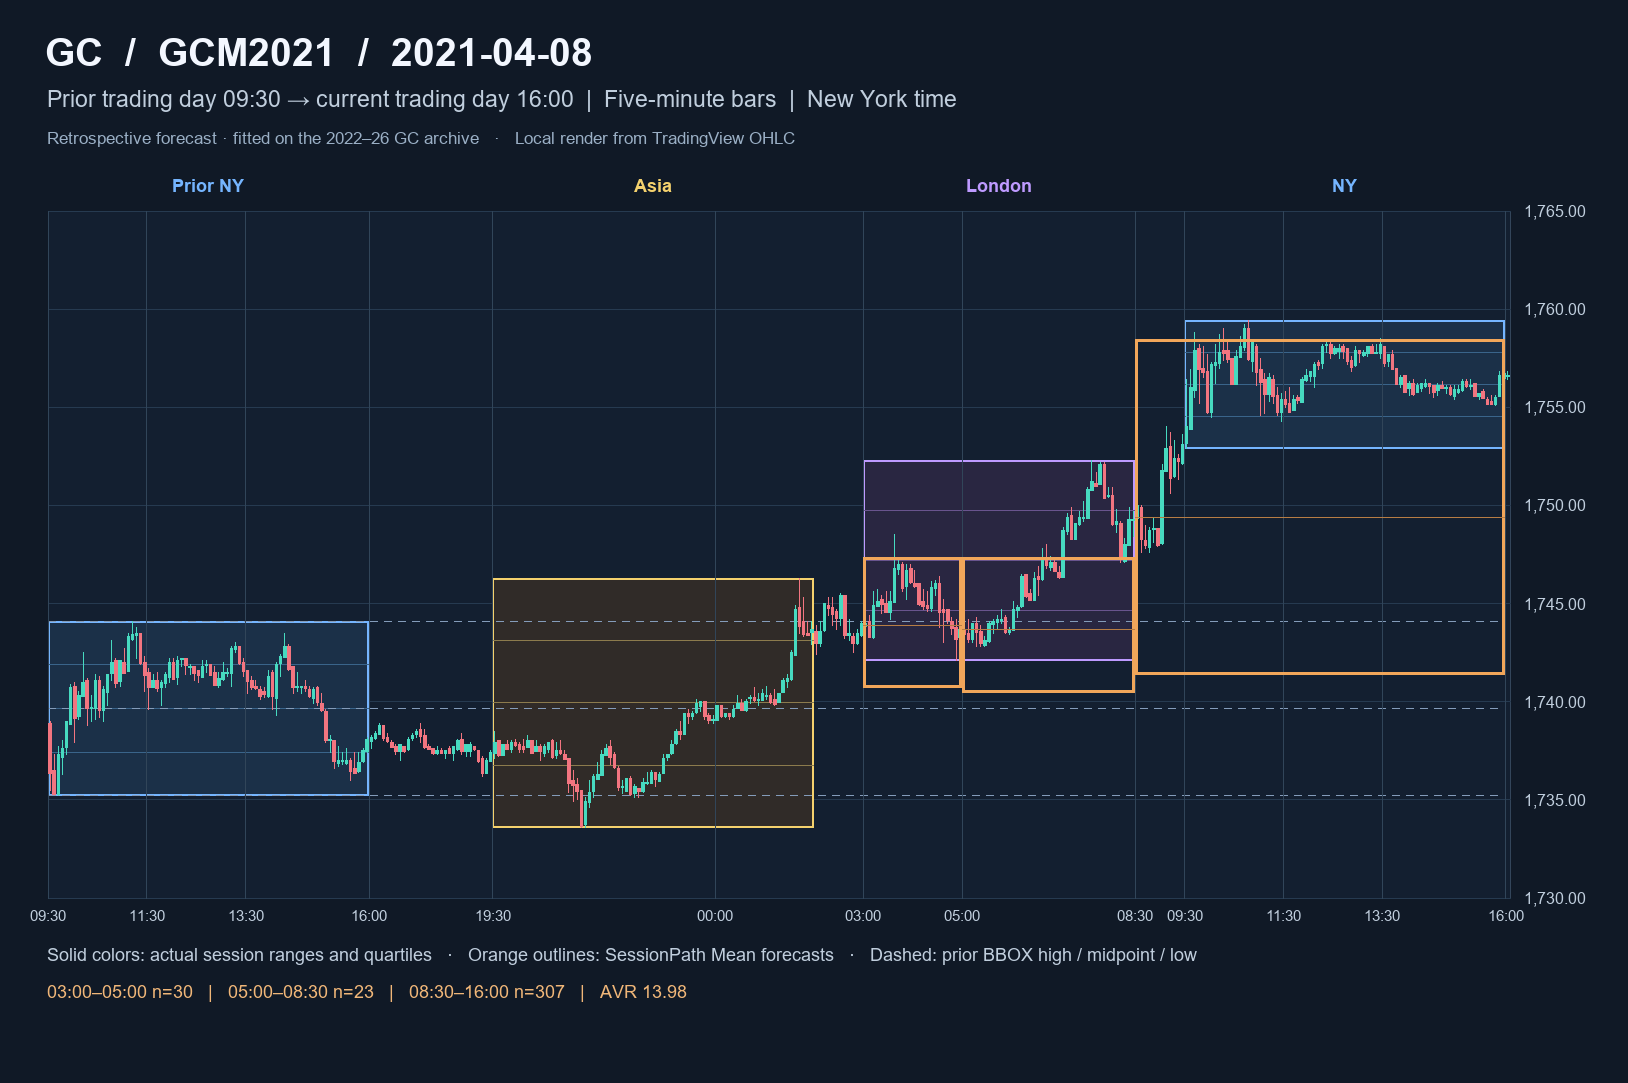 GC / GCM2021 / 2021-04-08
Prior trading day 09:30 → current trading day 16:00 | Five-minute bars | New York time
Retrospective forecast · fitted on the 2022–26 GC archive · Local render from TradingView OHLC
Prior NY Asia London NY
1,765.00
1,760.00
1,755.00
1,750.00
1,745.00
1,740.00
1,735.00
1,730.00
09:30 11:30 13:30 16:00 19:30 00:00 03:00 05:00 08:30 09:30 11:30 13:30 16:00
Solid colors: actual session ranges and quartiles · Orange outlines: SessionPath Mean forecasts · Dashed: prior BBOX high / midpoint / low
03:00–05:00 n=30 | 05:00–08:30 n=23 | 08:30–16:00 n=307 | AVR 13.98